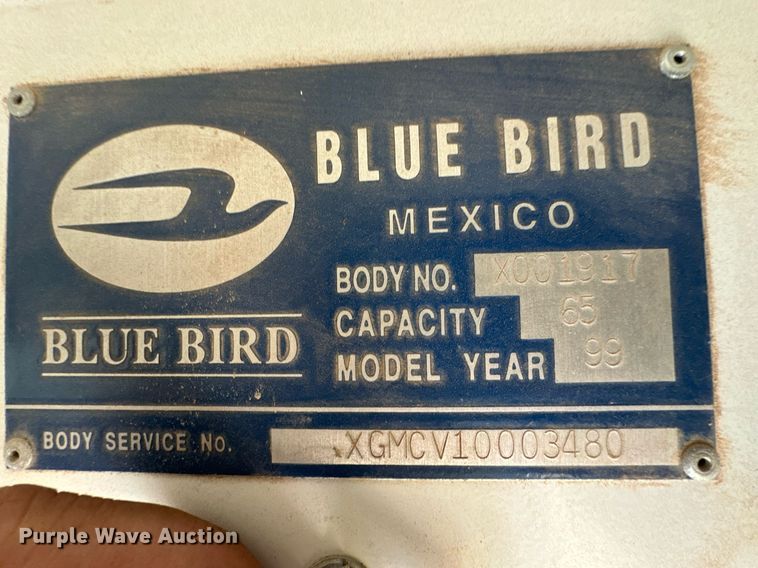 BLUE BIRD
MEXICO
BODY NO. X001917
CAPACITY 65
MODEL YEAR 99
BLUE BIRD
BODY SERVICE No. XGMCV10003480
Purple Wave Auction